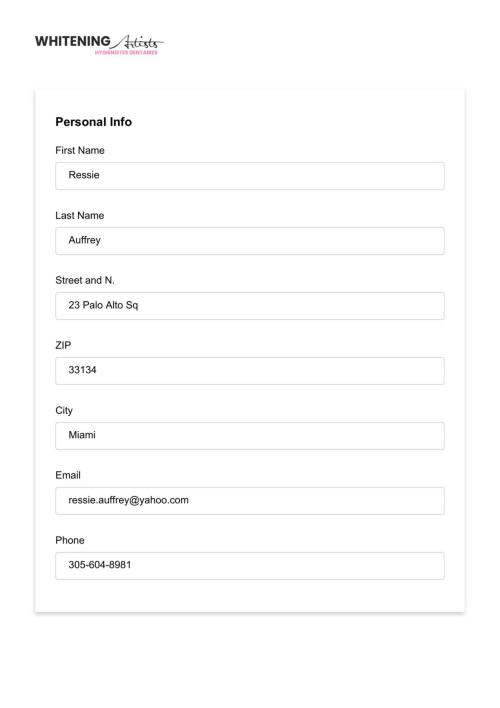 WHITENING Artists
HYGIÉNISTES DENTAIRES
Personal Info
First Name
Ressie
Last Name
Auffrey
Street and N.
23 Palo Alto Sq
ZIP
33134
City
Miami
Email
ressie.auffrey@yahoo.com
Phone
305-604-8981